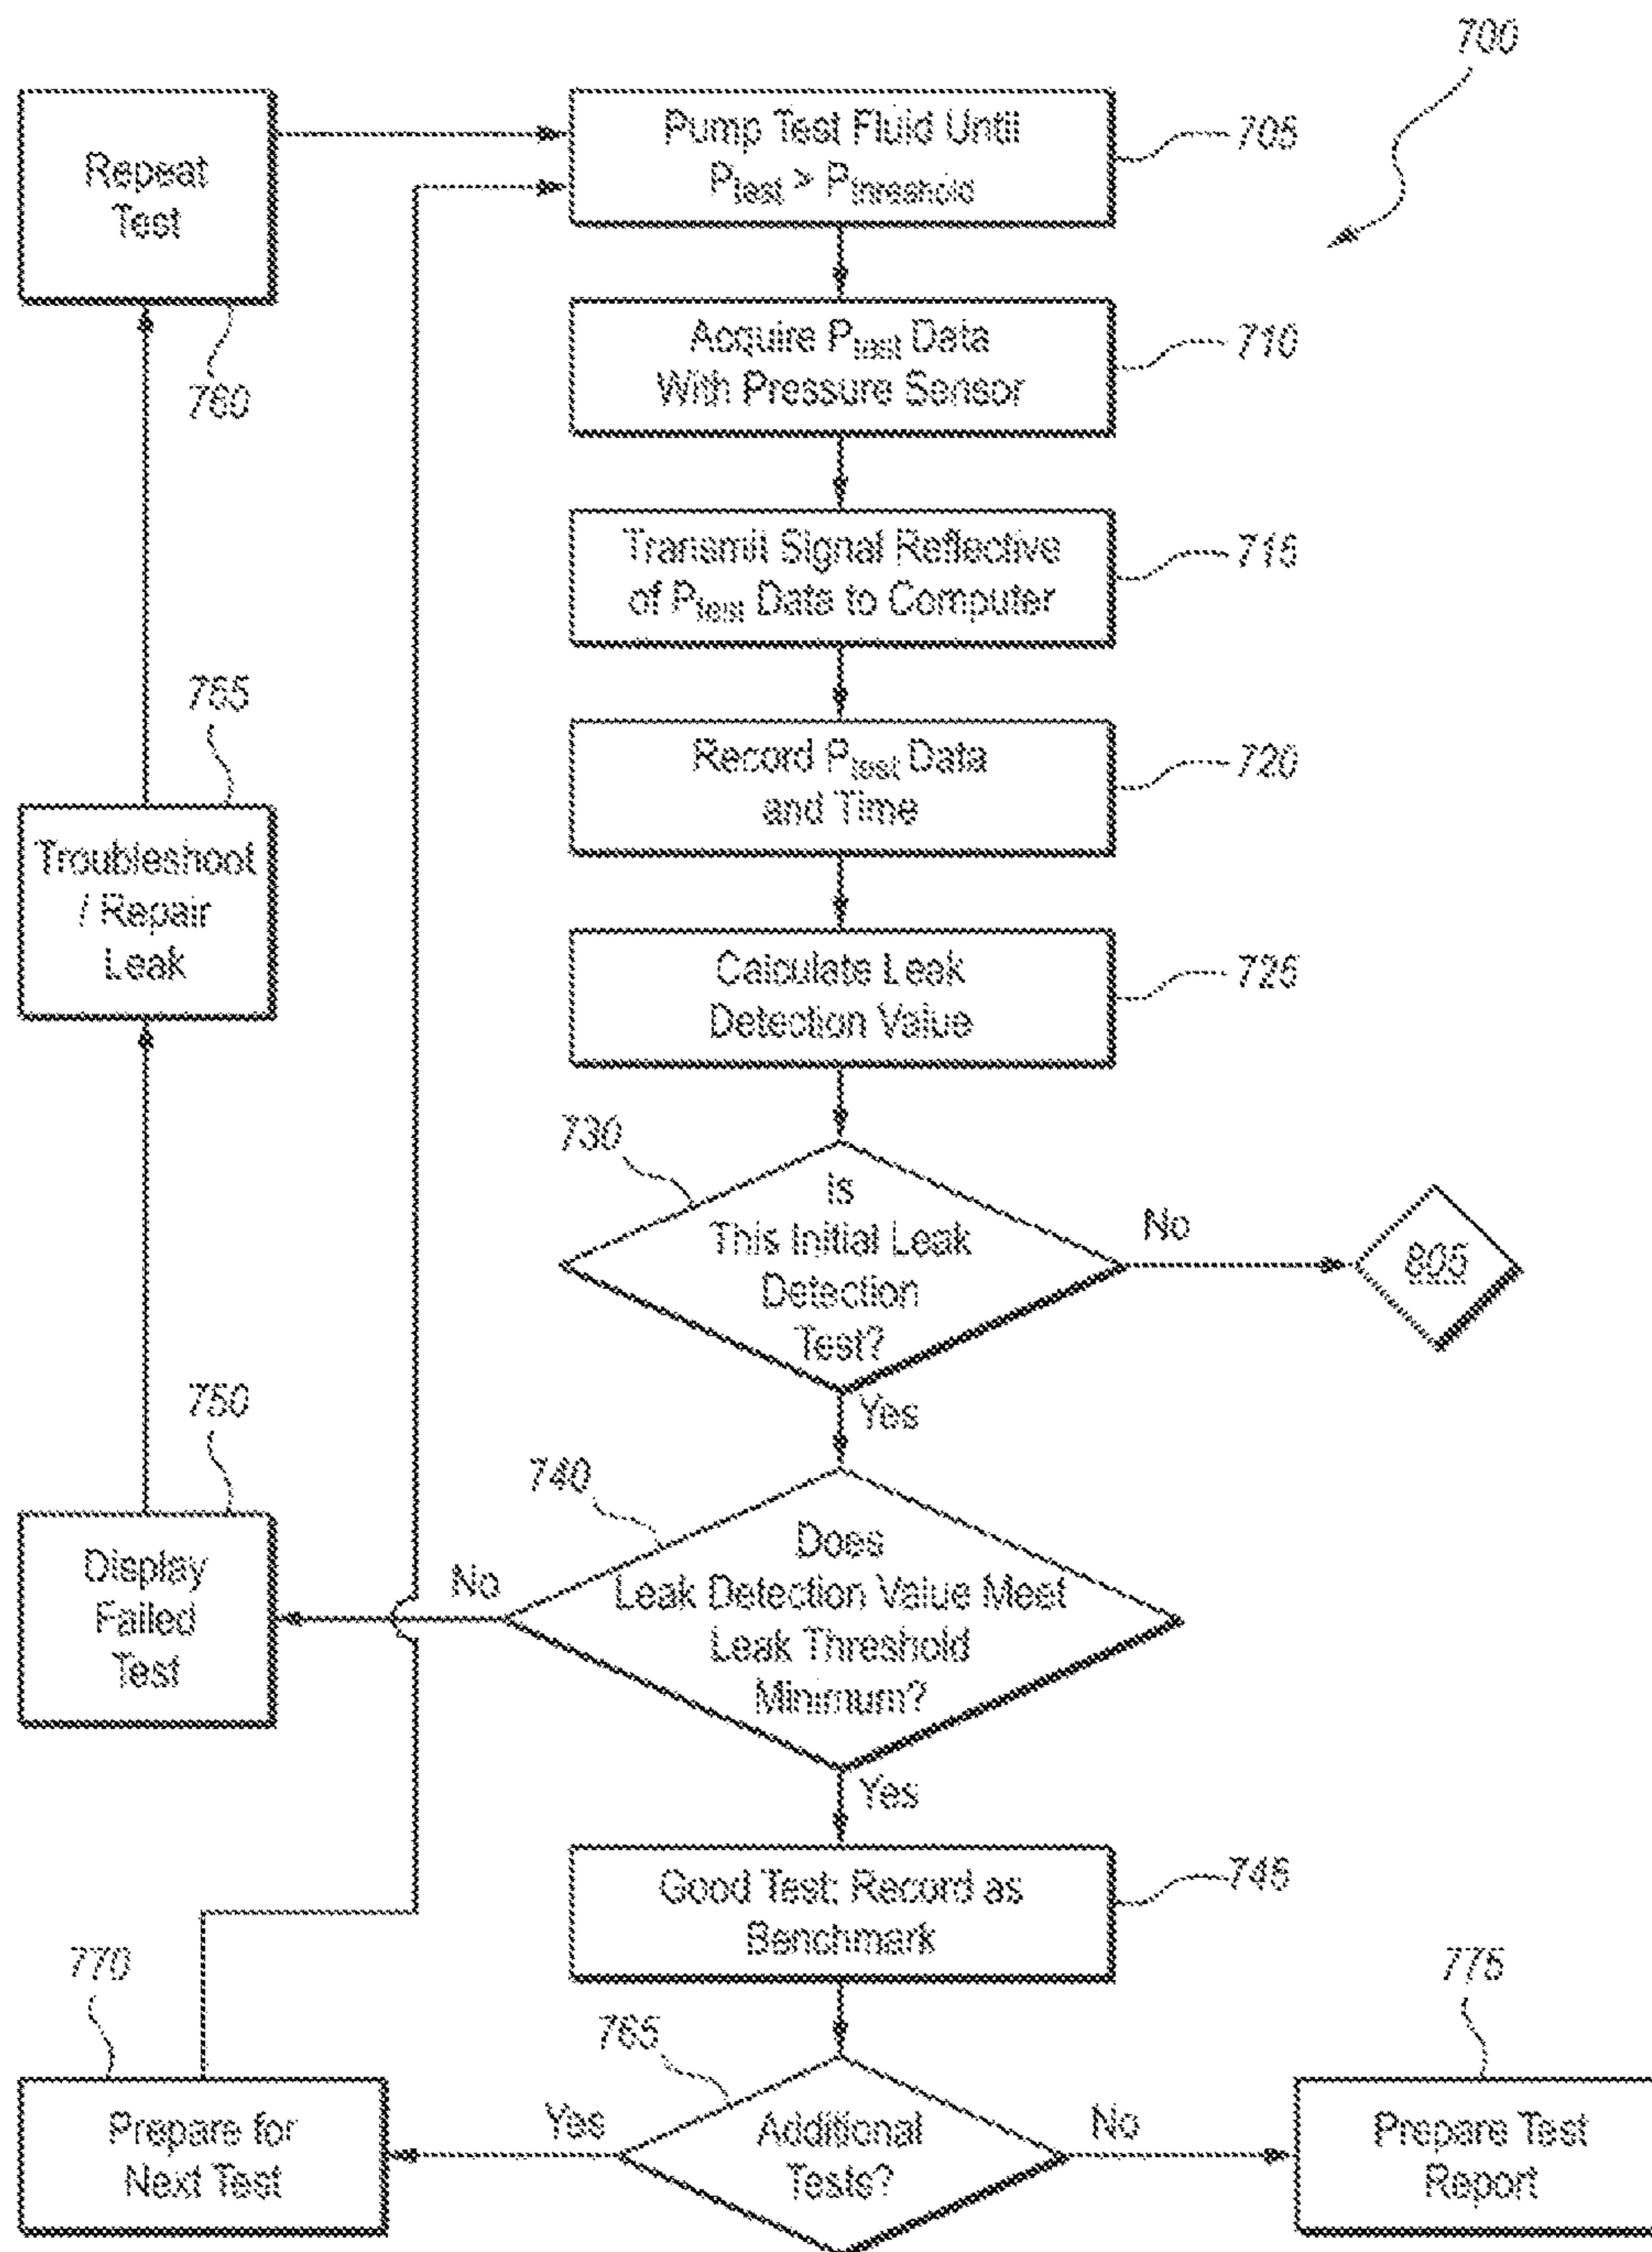 700
Repeat
Test
760
Pump Test Fluid Until
Ptest > Pthreshold
705
Acquire Ptest Data
With Pressure Sensor
710
Transmit Signal Reflective
of Ptest Data to Computer
715
Record Ptest Data
and Time
720
755
Troubleshoot
/ Repair
Leak
Calculate Leak
Detection Value
725
730
Is
This Initial Leak
Detection
Test?
No
805
Yes
750
Display
Failed
Test
No
740
Does
Leak Detection Value Meet
Leak Threshold
Minimum?
Yes
Good Test; Record as
Benchmark
745
770
Prepare for
Next Test
Yes
765
Additional
Tests?
No
775
Prepare Test
Report